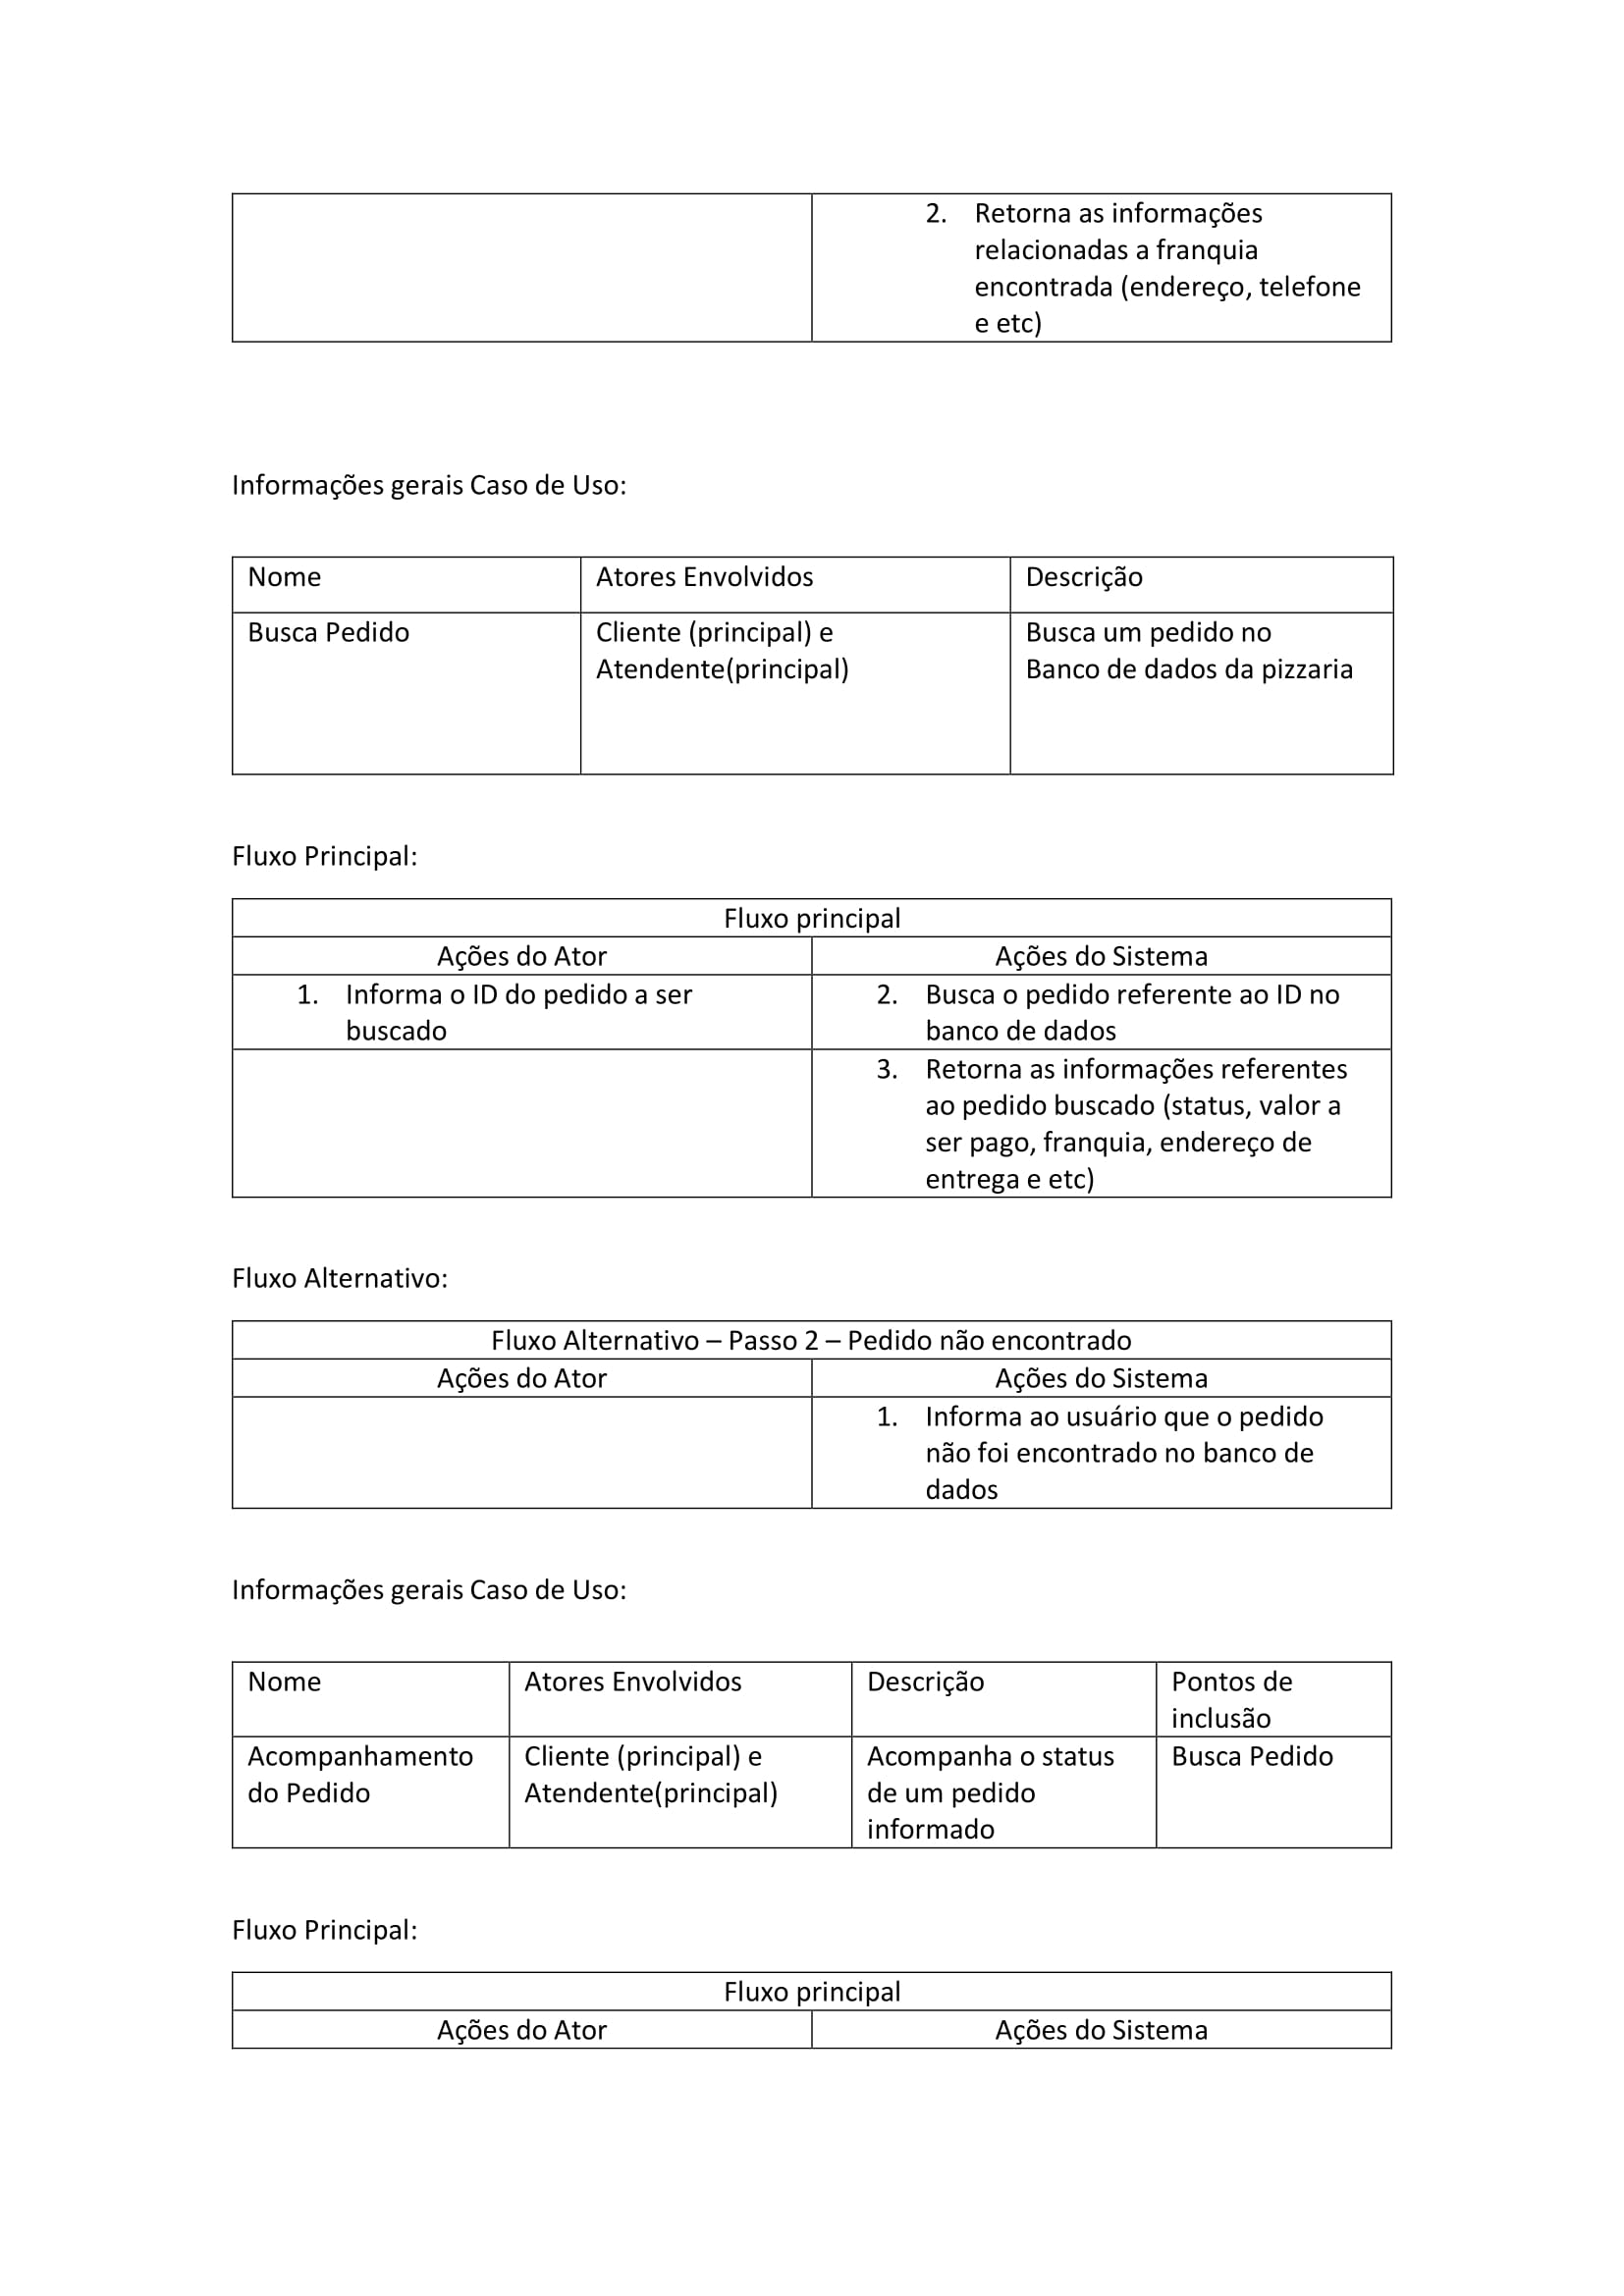 2. Retorna as informações
relacionadas a franquia
encontrada (endereço, telefone
e etc)
Informações gerais Caso de Uso:
Nome Atores Envolvidos Descrição
Busca Pedido Cliente (principal) e Busca um pedido no
Atendente(principal) Banco de dados da pizzaria
Fluxo Principal:
Fluxo principal
Ações do Ator Ações do Sistema
1. Informa o ID do pedido a ser 2. Busca o pedido referente ao ID no
buscado banco de dados
3. Retorna as informações referentes
ao pedido buscado (status, valor a
ser pago, franquia, endereço de
entrega e etc)
Fluxo Alternativo:
Fluxo Alternativo – Passo 2 – Pedido não encontrado
Ações do Ator Ações do Sistema
1. Informa ao usuário que o pedido
não foi encontrado no banco de
dados
Informações gerais Caso de Uso:
Nome Atores Envolvidos Descrição Pontos de
inclusão
Acompanhamento Cliente (principal) e Acompanha o status Busca Pedido
do Pedido Atendente(principal) de um pedido
informado
Fluxo Principal:
Fluxo principal
Ações do Ator Ações do Sistema